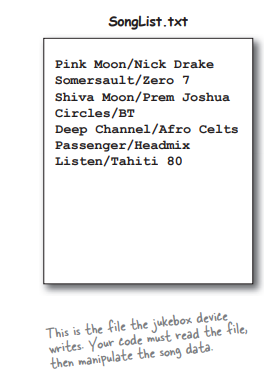 SongList.txt
Pink Moon/Nick Drake
Somersault/Zero 7
Shiva Moon/Prem Joshua
Circles/BT
Deep Channel/Afro Celts
Passenger/Headmix
Listen/Tahiti 80
This is the file the jukebox device
writes. Your code must read the file,
then manipulate the song data.